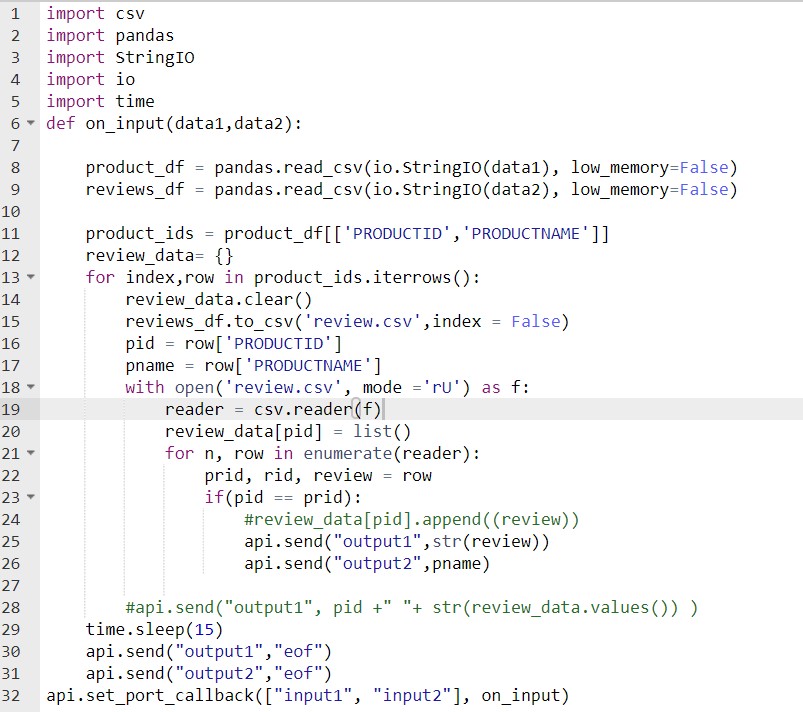 1 import csv
2 import pandas
3 import StringIO
4 import io
5 import time
6 def on_input(data1,data2):
7
8     product_df = pandas.read_csv(io.StringIO(data1), low_memory=False)
9     reviews_df = pandas.read_csv(io.StringIO(data2), low_memory=False)
10
11     product_ids = product_df[['PRODUCTID','PRODUCTNAME']]
12     review_data= {}
13     for index,row in product_ids.iterrows():
14         review_data.clear()
15         reviews_df.to_csv('review.csv',index = False)
16         pid = row['PRODUCTID']
17         pname = row['PRODUCTNAME']
18         with open('review.csv', mode ='rU') as f:
19             reader = csv.reader(f)
20             review_data[pid] = list()
21             for n, row in enumerate(reader):
22                 prid, rid, review = row
23                 if(pid == prid):
24                     #review_data[pid].append((review))
25                     api.send("output1",str(review))
26                     api.send("output2",pname)
27
28         #api.send("output1", pid +" "+ str(review_data.values()) )
29     time.sleep(15)
30     api.send("output1","eof")
31     api.send("output2","eof")
32 api.set_port_callback(["input1", "input2"], on_input)